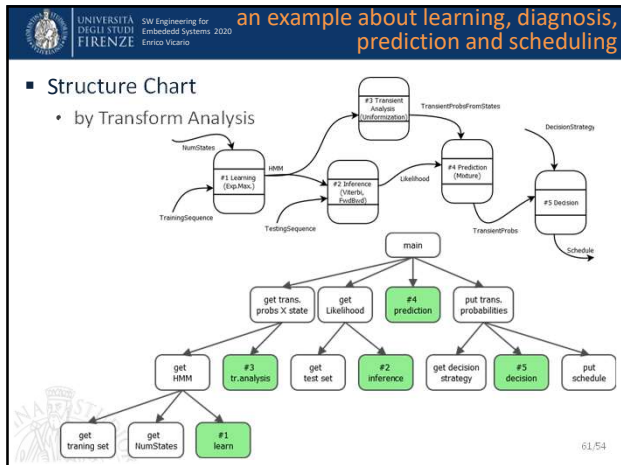 UNIVERSITÀ
DEGLI STUDI
FIRENZE
SW Engineering for
Embededd Systems 2020
Enrico Vicario
an example about learning, diagnosis,
prediction and scheduling
Structure Chart
by Transform Analysis
NumStates
TrainingSequence
#1 Learning
(Exp.Max.)
HMM
#3 Transient
Analysis
(Uniformization)
TransientProbsFromStates
#2 Inference
(Viterbi,
FwdBwd)
TestingSequence
Likelihood
#4 Prediction
(Mixture)
TransientProbs
DecisionStrategy
#5 Decision
Schedule
main
get trans.
probs X state
get
Likelihood
#4
prediction
put trans.
probabilities
get
HMM
#3
tr.analysis
get
test set
#2
inference
get decision
strategy
#5
decision
put
schedule
get
traning set
get
NumStates
#1
learn
61/54